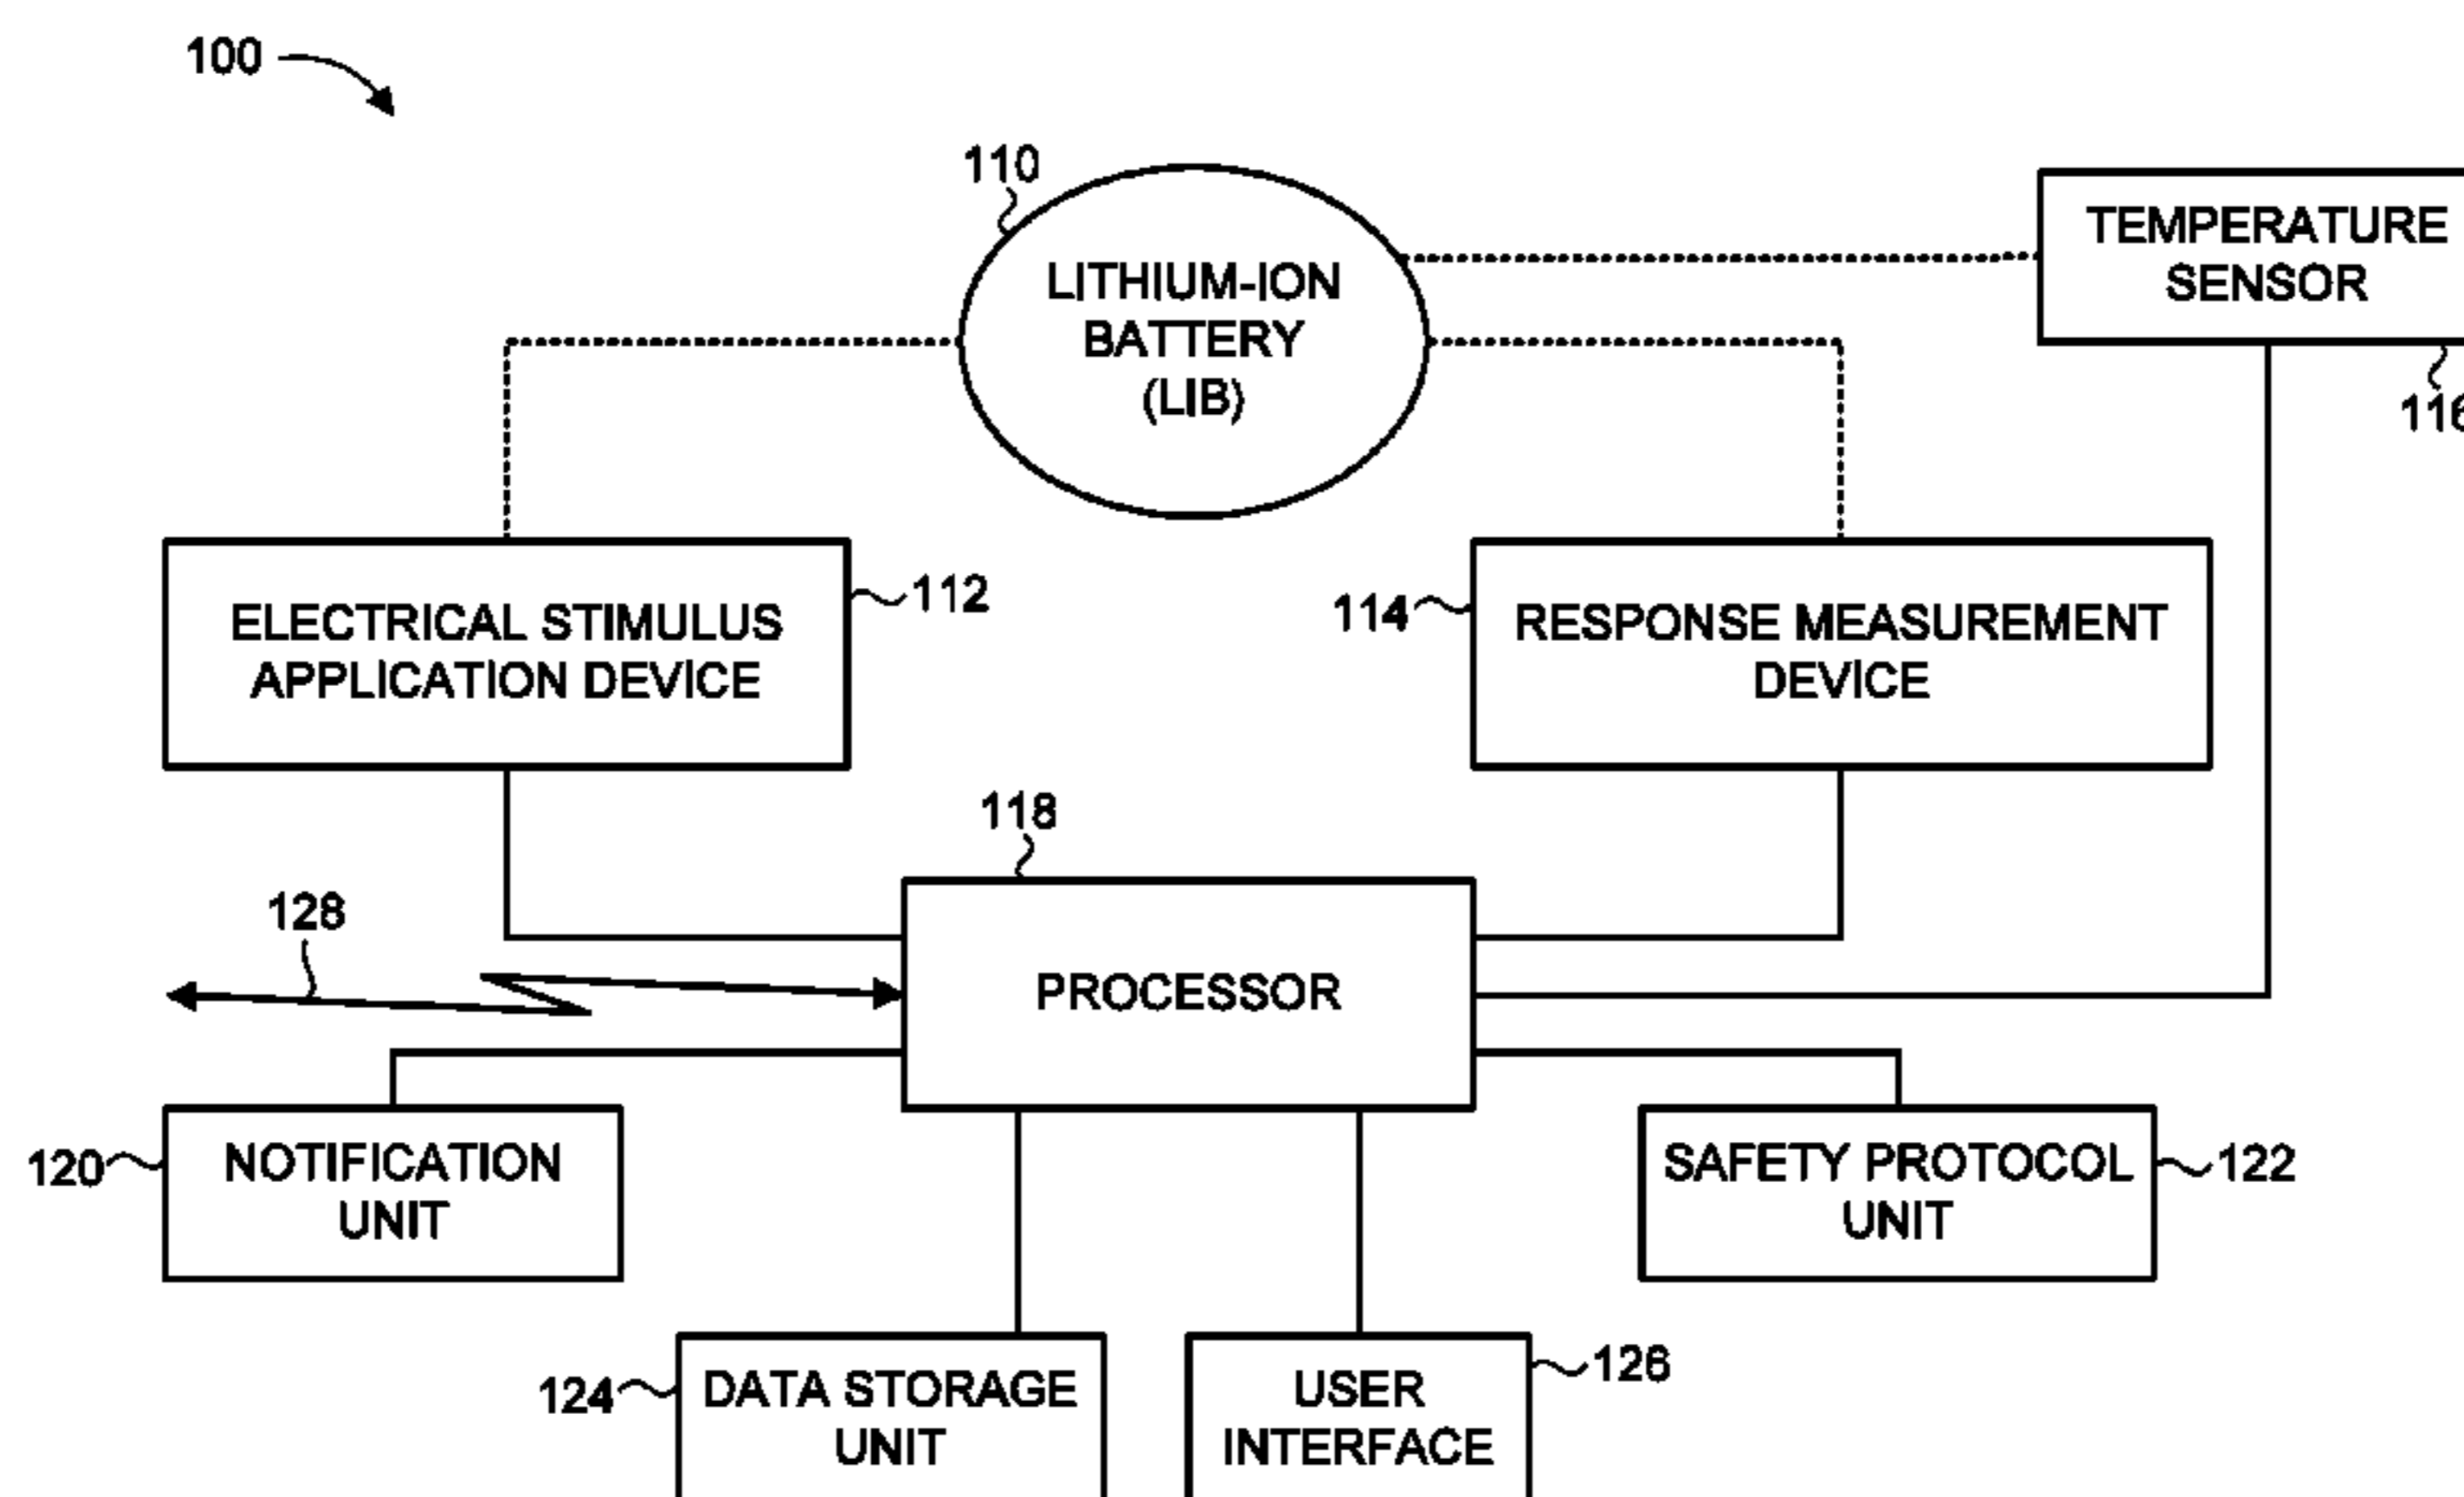 100
110
LITHIUM-ION
BATTERY
(LIB)
TEMPERATURE
SENSOR
116
ELECTRICAL STIMULUS
APPLICATION DEVICE
112
114
RESPONSE MEASUREMENT
DEVICE
118
128
PROCESSOR
120
NOTIFICATION
UNIT
SAFETY PROTOCOL
UNIT
122
124
DATA STORAGE
UNIT
USER
INTERFACE
126